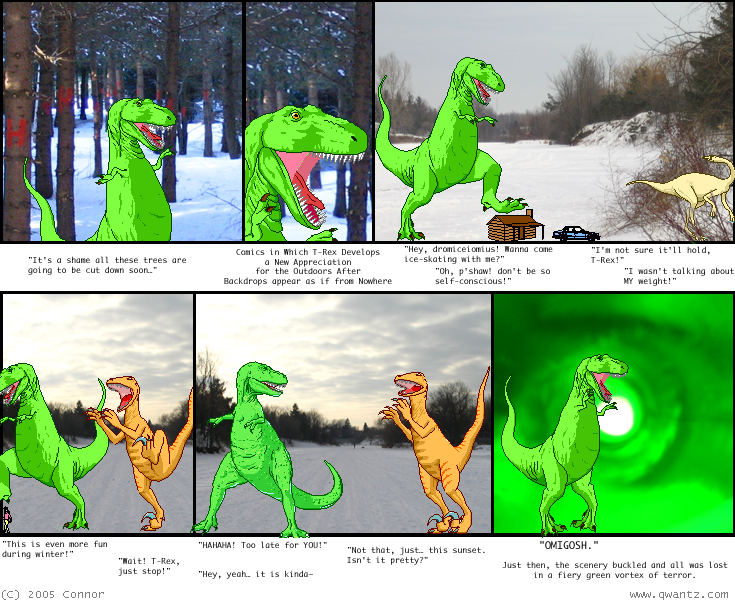 "It's a shame all these trees are
going to be cut down soon…"
Comics in Which T-Rex Develops
a New Appreciation
for the Outdoors After
Backdrops appear as if from Nowhere
"Hey, dromiceiomius! Wanna come
ice-skating with me?"
"I'm not sure it'll hold,
T-Rex!"
"Oh, p'shaw! don't be so
self-conscious!"
"I wasn't talking about
MY weight!"
"This is even more fun
during winter!"
"Wait! T-Rex,
just stop!"
"HAHAHA! Too late for YOU!"
"Not that, just… this sunset.
Isn't it pretty?"
"Hey, yeah… it is kinda—
"OMIGOSH."
Just then, the scenery buckled and all was lost
in a fiery green vortex of terror.
(C) 2005 Connor
www.qwantz.com